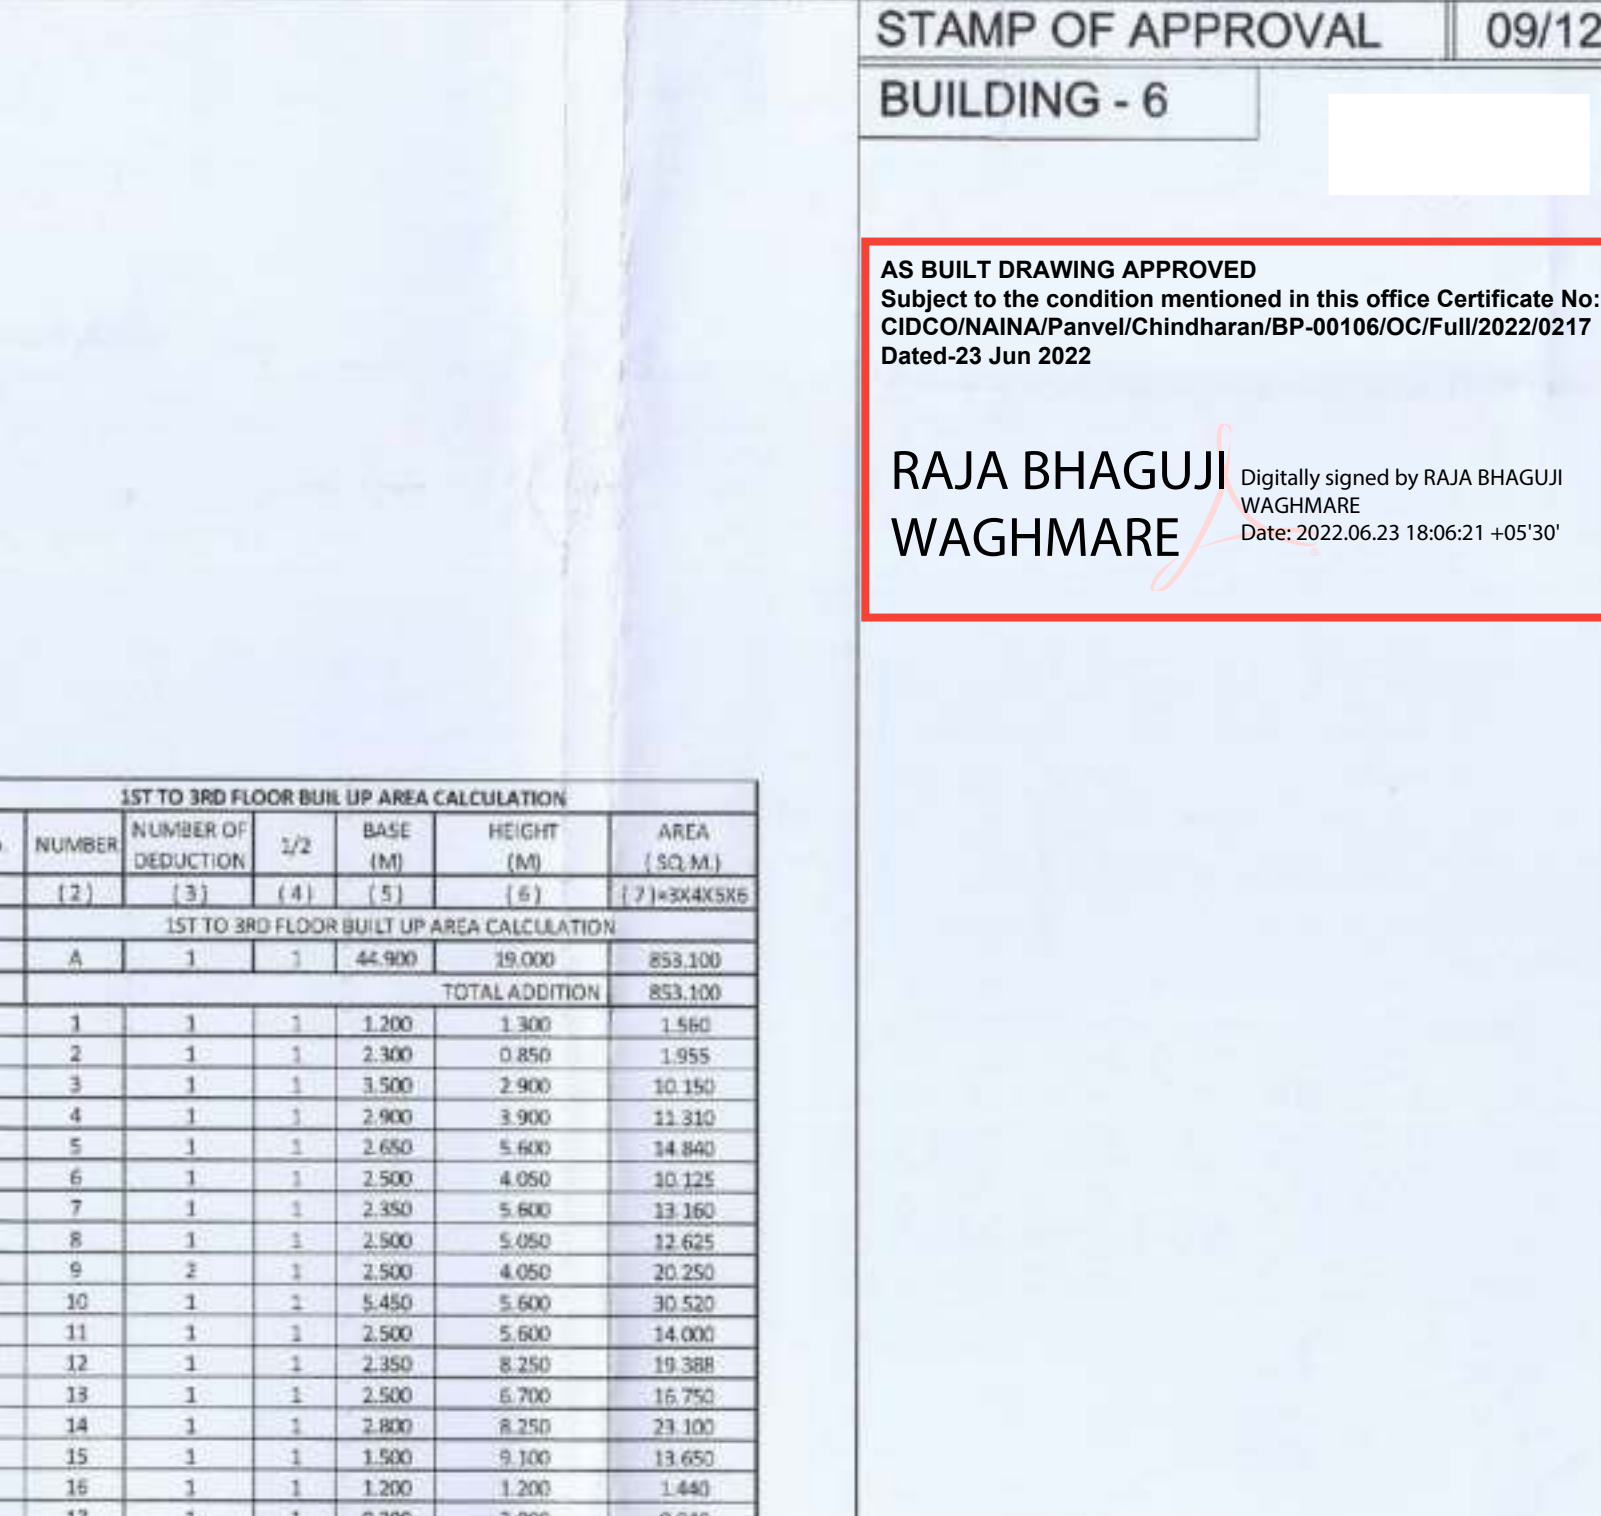 STAMP OF APPROVAL 09/12
BUILDING - 6
AS BUILT DRAWING APPROVED
Subject to the condition mentioned in this office Certificate No:
CIDCO/NAINA/Panvel/Chindharan/BP-00106/OC/Full/2022/0217
Dated-23 Jun 2022
RAJA BHAGUJI
WAGHMARE
Digitally signed by RAJA BHAGUJI
WAGHMARE
Date: 2022.06.23 18:06:21 +05'30'
1ST TO 3RD FLOOR BUIL UP AREA CALCULATION
NUMBER NUMBER OF DEDUCTION 1/2 BASE (M) HEIGHT (M) AREA (SQ.M.)
(2) (3) (4) (5) (6) (7)=3X4X5X6
1ST TO 3RD FLOOR BUILT UP AREA CALCULATION
A 1 1 44.900 19.000 853.100
TOTAL ADDITION 853.100
1 1 1 1.200 1.300 1.560
2 1 1 2.300 0.850 1.955
3 1 1 3.500 2.900 10.150
4 1 1 2.900 3.900 11.310
5 1 1 2.650 5.600 14.840
6 1 1 2.500 4.050 10.125
7 1 1 2.350 5.600 13.160
8 1 1 2.500 5.050 12.625
9 2 1 2.500 4.050 20.250
10 1 1 5.450 5.600 30.520
11 1 1 2.500 5.600 14.000
12 1 1 2.350 8.250 19.388
13 1 1 2.500 6.700 16.750
14 1 1 2.800 8.250 23.100
15 1 1 1.500 9.100 13.650
16 1 1 1.200 1.200 1.440